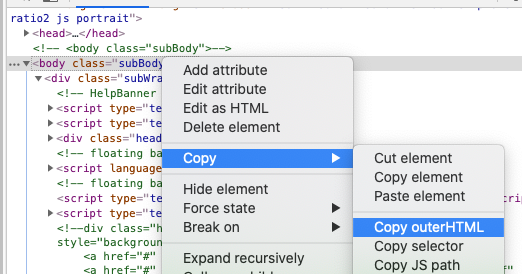 ratio2 js portrait">
▶<head>…</head>
<!-- <body class="subBody">-->
…▼<body class="subBody
▼<div class="subWra
<!-- HelpBanner
▶<script type="te
▶<script type="te
▶<div class="head
<!-- floating ba
▶<script languag
<!-- floating ba
▶<script type="te
▶<script type="te
<!--div class="h
style="backgroun
<a href="#"
<a href="#"
Add attribute
Edit attribute
Edit as HTML
Delete element
Copy ▶
Hide element
Force state ▶
Break on ▶
Expand recursively
Cut element
Copy element
Paste element
Copy outerHTML
Copy selector
Copy JS path